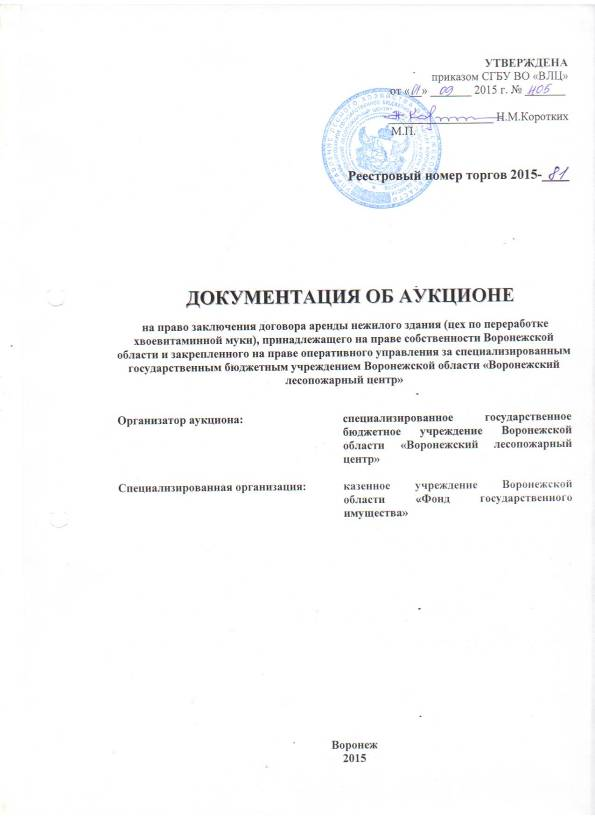 УТВЕРЖДЕНА
приказом СГБУ ВО «ВЛЦ»
от «01» 09 2015 г. № 405
Н.М.Коротких
М.П.
Реестровый номер торгов 2015- 81
ДОКУМЕНТАЦИЯ ОБ АУКЦИОНЕ
на право заключения договора аренды нежилого здания (цех по переработке
хвоевитаминной муки), принадлежащего на праве собственности Воронежской
области и закрепленного на праве оперативного управления за специализированным
государственным бюджетным учреждением Воронежской области «Воронежский
лесопожарный центр»
Организатор аукциона:
специализированное государственное
бюджетное учреждение Воронежской
области «Воронежский лесопожарный
центр»
Специализированная организация:
казенное учреждение Воронежской
области «Фонд государственного
имущества»
Воронеж
2015